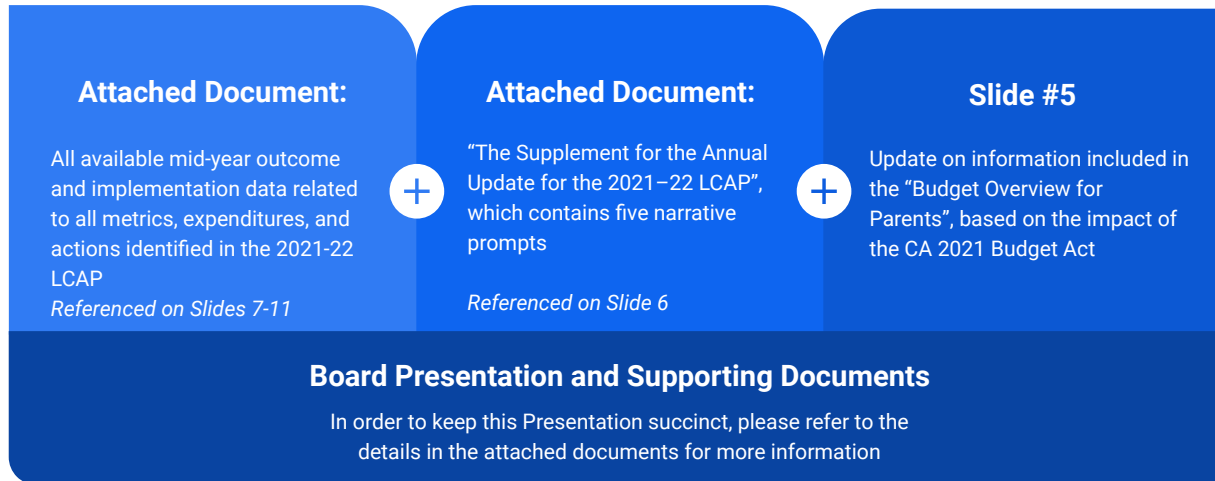 Attached Document:
All available mid-year outcome
and implementation data related
to all metrics, expenditures, and
actions identified in the 2021-22
LCAP
Referenced on Slides 7-11
+
Attached Document:
“The Supplement for the Annual
Update for the 2021–22 LCAP”,
which contains five narrative
prompts
Referenced on Slide 6
+
Slide #5
Update on information included in
the “Budget Overview for
Parents”, based on the impact of
the CA 2021 Budget Act
Board Presentation and Supporting Documents
In order to keep this Presentation succinct, please refer to the
details in the attached documents for more information